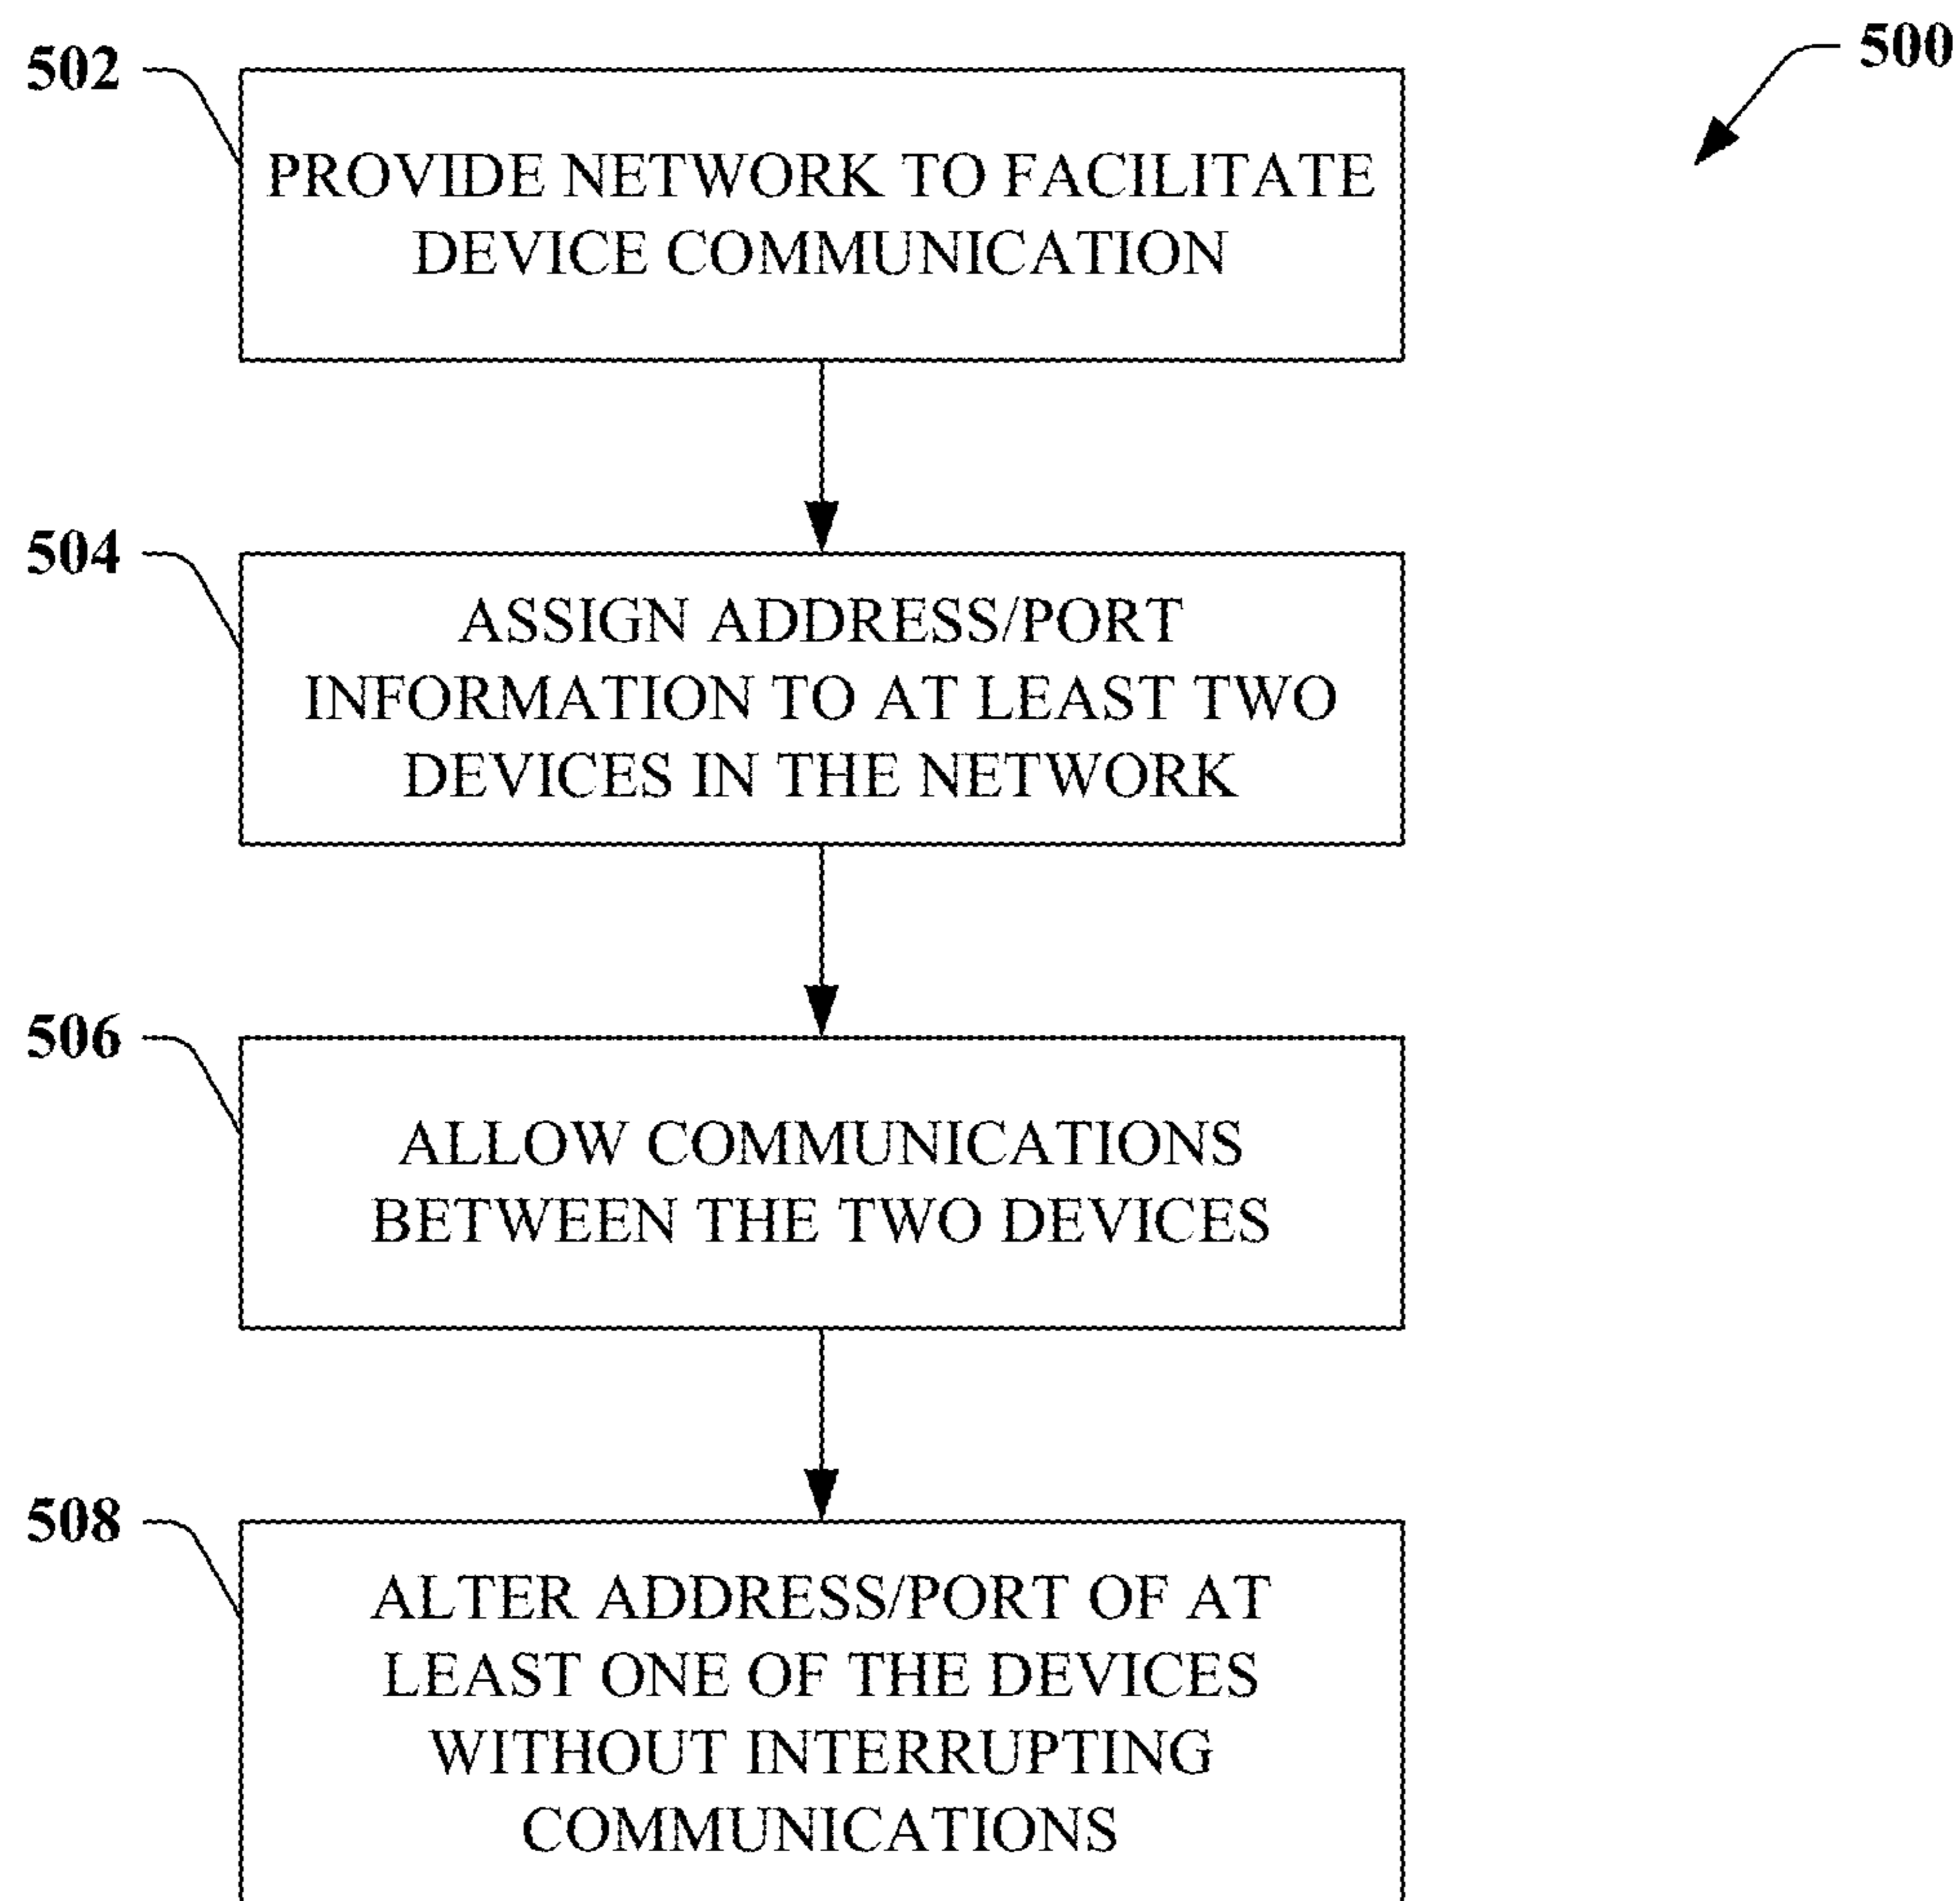 500
502
PROVIDE NETWORK TO FACILITATE
DEVICE COMMUNICATION
504
ASSIGN ADDRESS/PORT
INFORMATION TO AT LEAST TWO
DEVICES IN THE NETWORK
506
ALLOW COMMUNICATIONS
BETWEEN THE TWO DEVICES
508
ALTER ADDRESS/PORT OF AT
LEAST ONE OF THE DEVICES
WITHOUT INTERRUPTING
COMMUNICATIONS